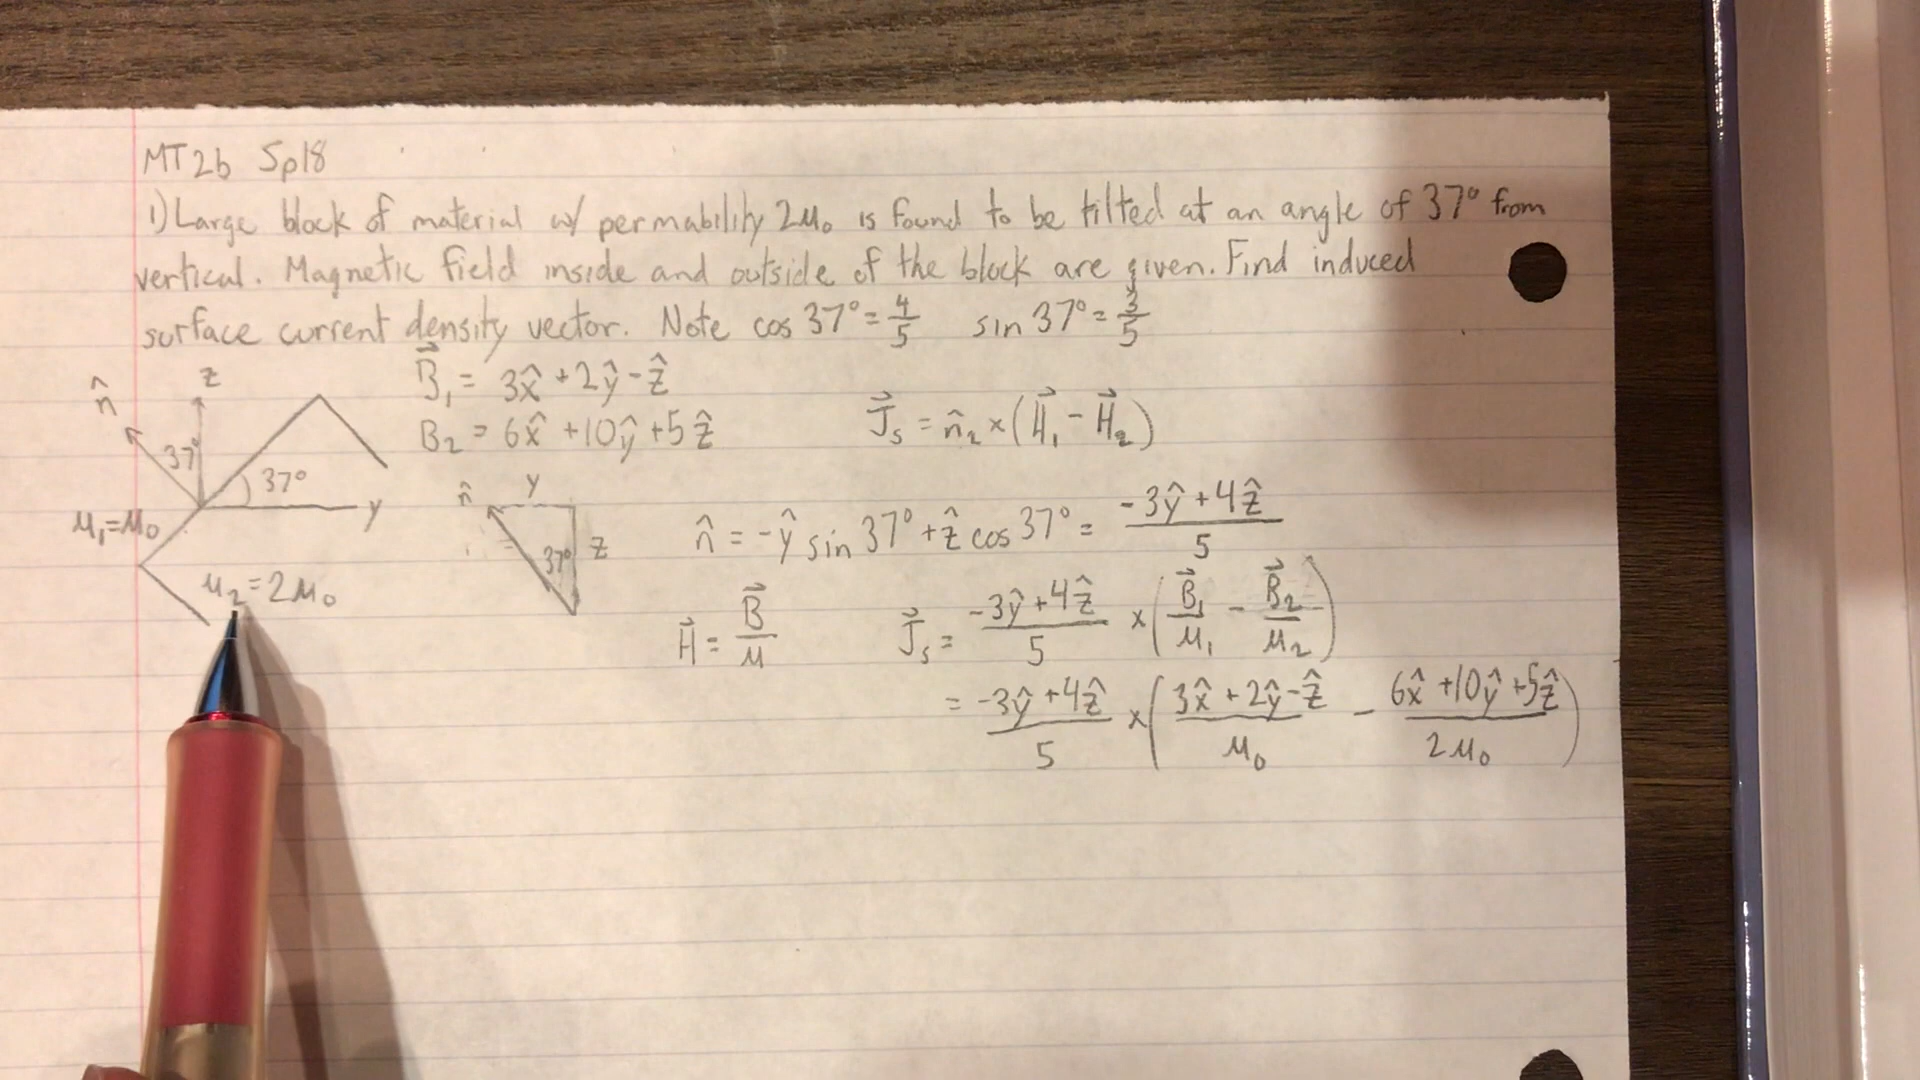 MT2b Sp18
1) Large block of material w/ permability 2μ₀ is found to be tilted at an angle of 37° from
vertical. Magnetic field inside and outside of the block are given. Find induced
surface current density vector. Note cos 37° = 4/5 sin 37° = 3/5
B⃗₁ = 3x̂ + 2ŷ - ẑ
B₂ = 6x̂ + 10ŷ + 5ẑ
J⃗ₛ = n̂₂ × (H⃗₁ - H⃗₂)
n̂
z
37°
37°
y
μ₁ = μ₀
μ₂ = 2μ₀
n̂
y
37°
z
n̂ = -ŷ sin 37° + ẑ cos 37° = (-3ŷ + 4ẑ)/5
H⃗ = B⃗/μ
J⃗ₛ = (-3ŷ + 4ẑ)/5 × (B⃗₁/μ₁ - B⃗₂/μ₂)
= (-3ŷ + 4ẑ)/5 × ((3x̂ + 2ŷ - ẑ)/μ₀ - (6x̂ + 10ŷ + 5ẑ)/2μ₀)